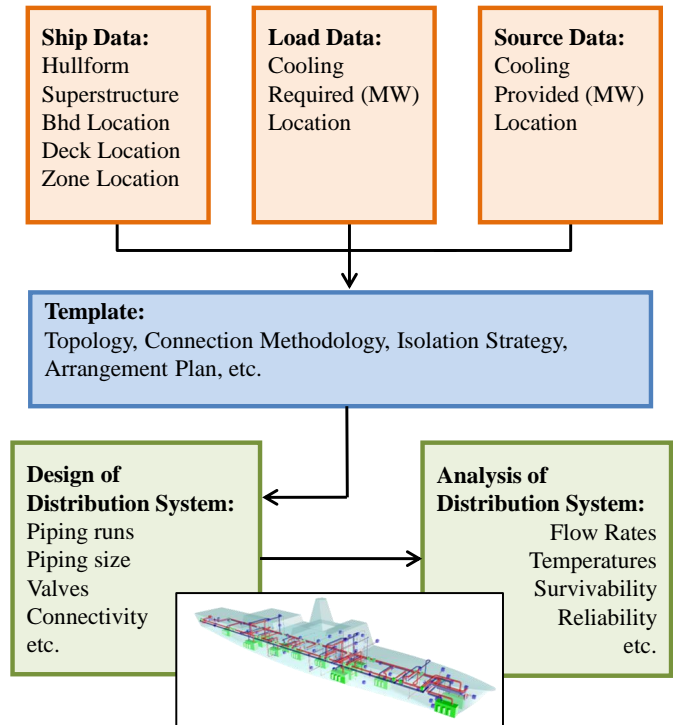 Ship Data:
Hullform
Superstructure
Bhd Location
Deck Location
Zone Location
Load Data:
Cooling
Required (MW)
Location
Source Data:
Cooling
Provided (MW)
Location
Template:
Topology, Connection Methodology, Isolation Strategy,
Arrangement Plan, etc.
Design of
Distribution System:
Piping runs
Piping size
Valves
Connectivity
etc.
Analysis of
Distribution System:
Flow Rates
Temperatures
Survivability
Reliability
etc.